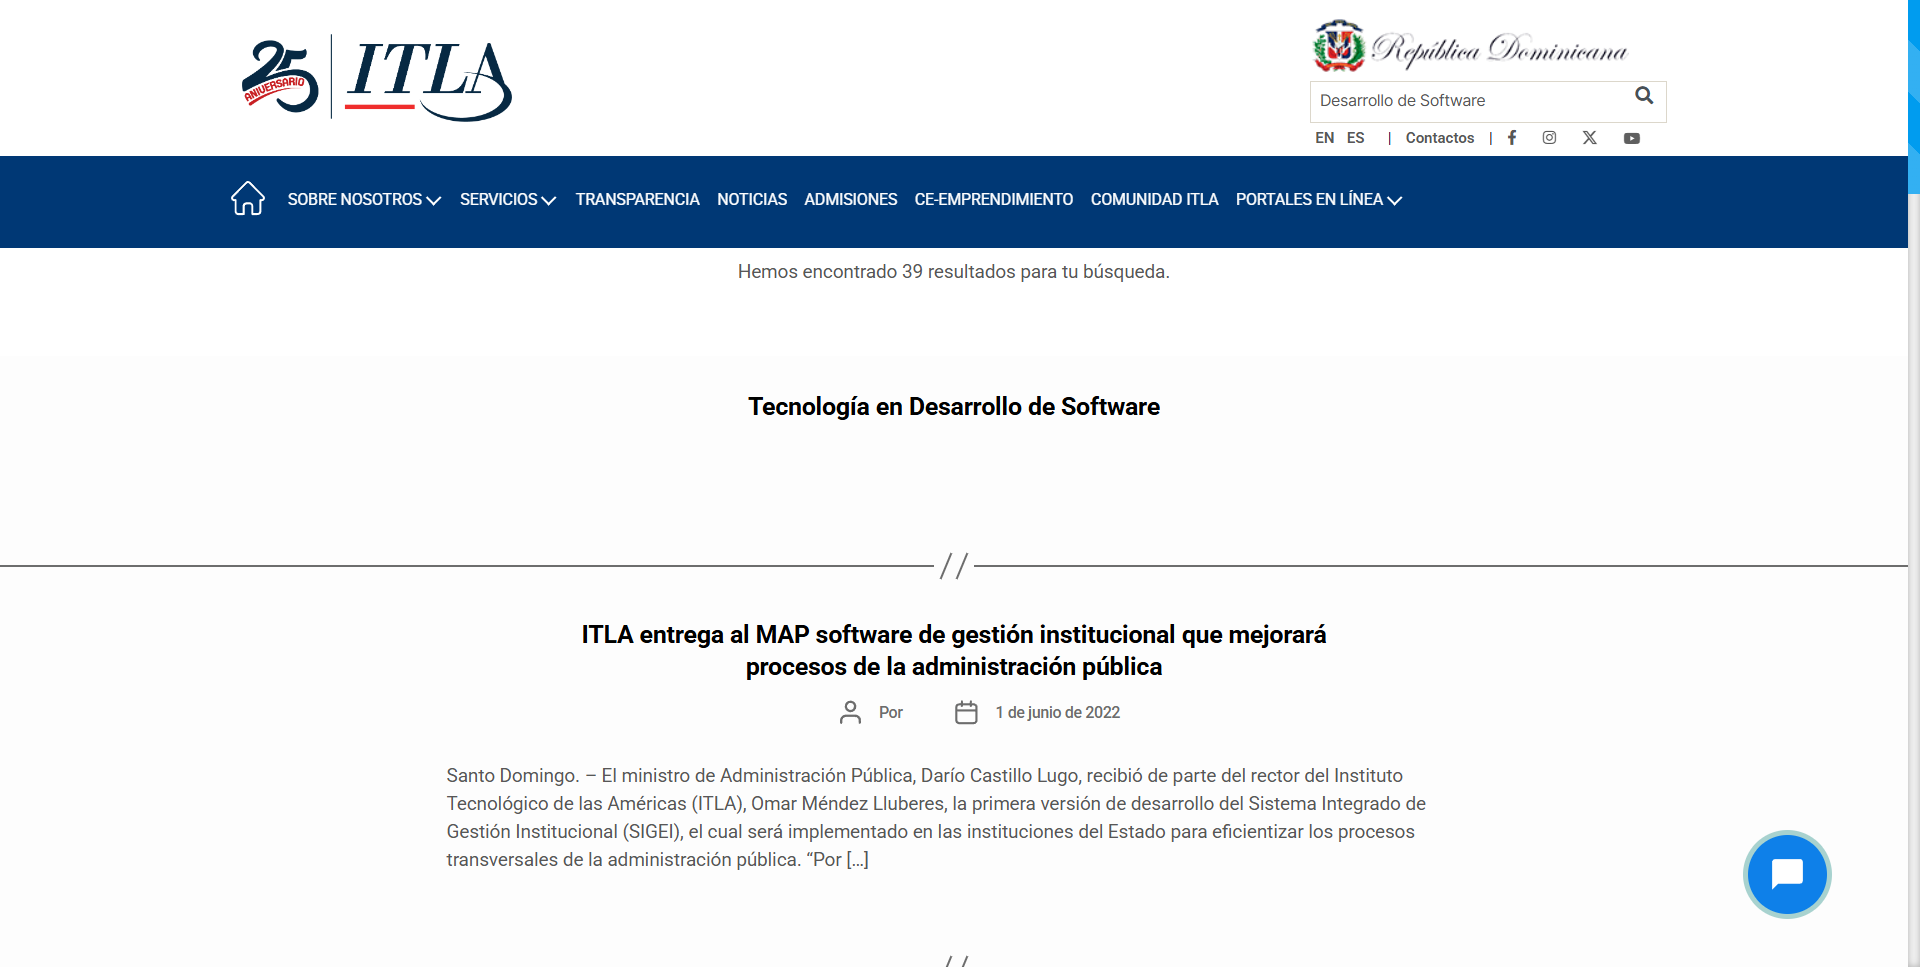 25
ANIVERSARIO
ITLA
República Dominicana
Desarrollo de Software
EN ES | Contactos |
SOBRE NOSOTROS SERVICIOS TRANSPARENCIA NOTICIAS ADMISIONES CE-EMPRENDIMIENTO COMUNIDAD ITLA PORTALES EN LÍNEA
Hemos encontrado 39 resultados para tu búsqueda.
Tecnología en Desarrollo de Software
//
ITLA entrega al MAP software de gestión institucional que mejorará
procesos de la administración pública
Por 1 de junio de 2022
Santo Domingo. – El ministro de Administración Pública, Darío Castillo Lugo, recibió de parte del rector del Instituto
Tecnológico de las Américas (ITLA), Omar Méndez Lluberes, la primera versión de desarrollo del Sistema Integrado de
Gestión Institucional (SIGEI), el cual será implementado en las instituciones del Estado para eficientizar los procesos
transversales de la administración pública. “Por […]
//